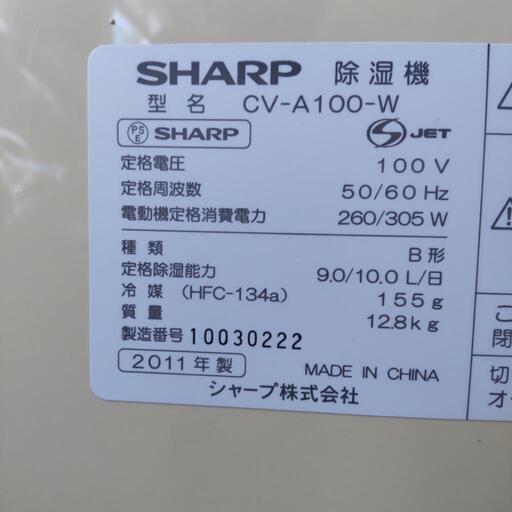 SHARP 除湿機
型名 CV-A100-W
PSE SHARP S JET
定格電圧 100V
定格周波数 50/60 Hz
電動機定格消費電力 260/305 W
種類 B形
定格除湿能力 9.0/10.0 L/日
冷媒 (HFC-134a) 155g
質量 12.8kg
製造番号 10030222
2011年製 MADE IN CHINA
シャープ株式会社
こ
閉
切
オ